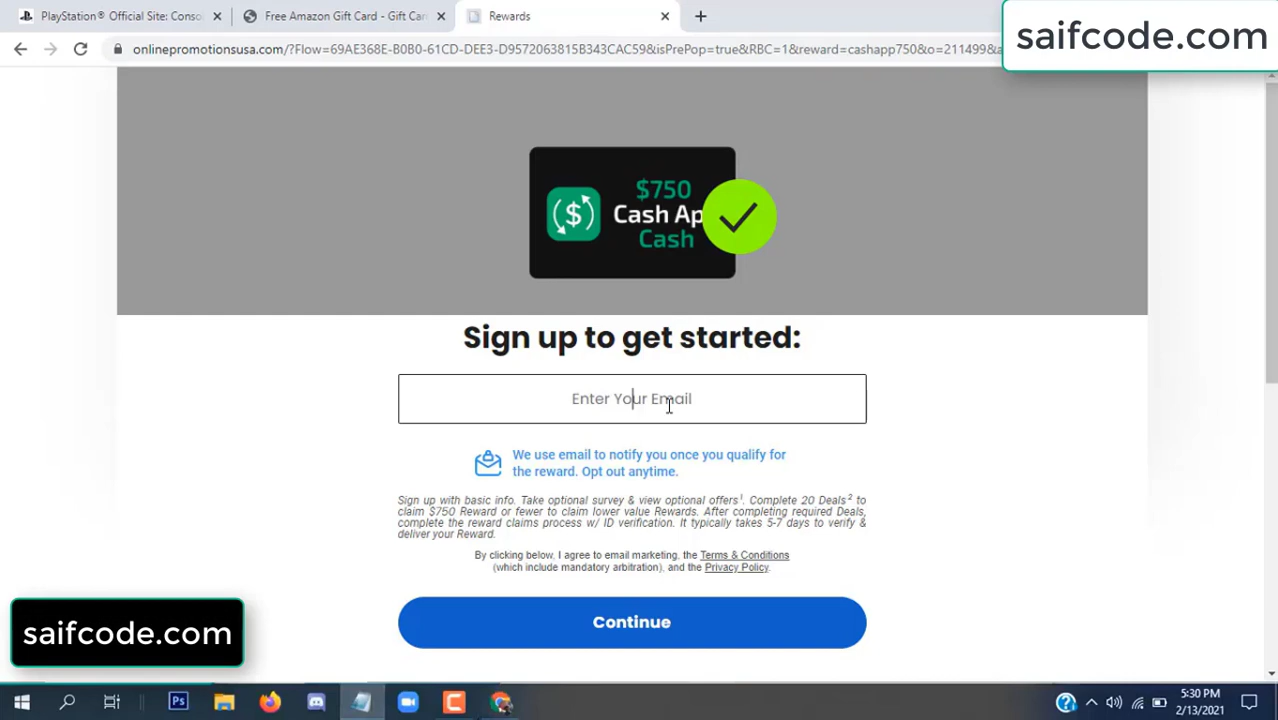 PlayStation® Official Site: Conso
Free Amazon Gift Card - Gift Car
Rewards
saifcode.com
onlinepromotionsusa.com/?Flow=69AE368E-B0B0-61CD-DEE3-D9572063815B343CAC59&isPrePop=true&RBC=1&reward=cashapp750&o=211499&a
$750
Cash Ap
Cash
Sign up to get started:
Enter Your Email
We use email to notify you once you qualify for
the reward. Opt out anytime.
Sign up with basic info. Take optional survey & view optional offers¹. Complete 20 Deals² to
claim $750 Reward or fewer to claim lower value Rewards. After completing required Deals,
complete the reward claims process w/ ID verification. It typically takes 5-7 days to verify &
deliver your Reward.
By clicking below, I agree to email marketing, the Terms & Conditions
(which include mandatory arbitration), and the Privacy Policy.
Continue
saifcode.com
Ps
5:30 PM
2/13/2021